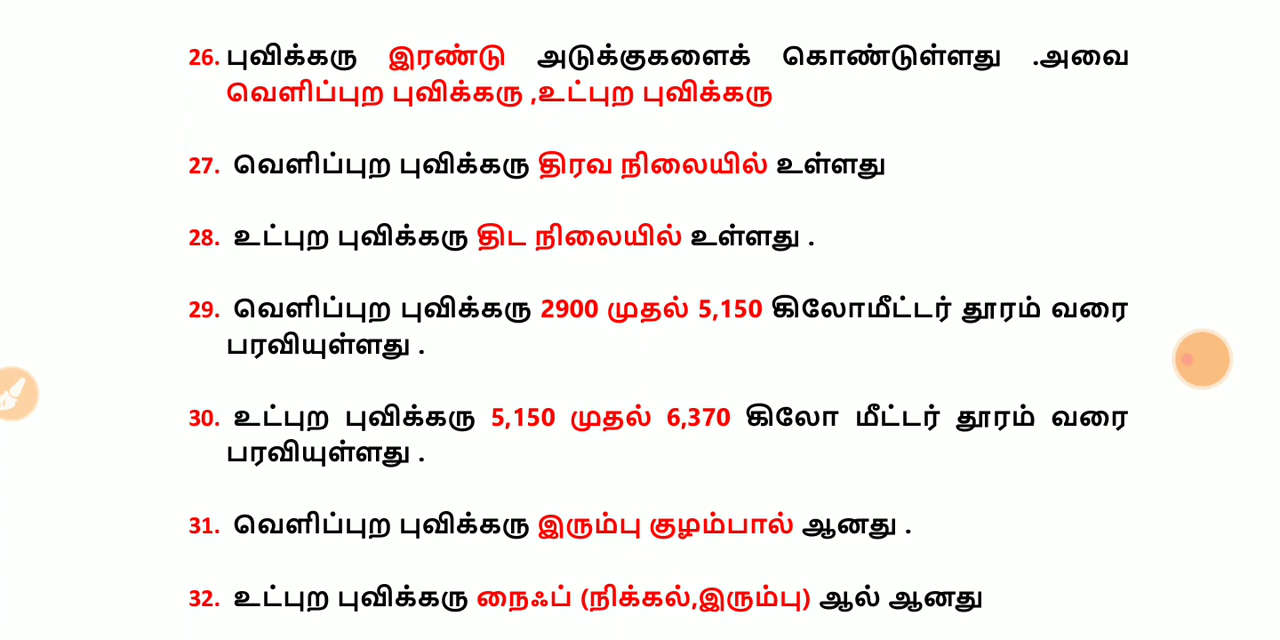 26. புவிக்கரு இரண்டு அடுக்குகளைக் கொண்டுள்ளது .அவை
வெளிப்புற புவிக்கரு ,உட்புற புவிக்கரு
27. வெளிப்புற புவிக்கரு திரவ நிலையில் உள்ளது
28. உட்புற புவிக்கரு திட நிலையில் உள்ளது .
29. வெளிப்புற புவிக்கரு 2900 முதல் 5,150 கிலோமீட்டர் தூரம் வரை
பரவியுள்ளது .
30. உட்புற புவிக்கரு 5,150 முதல் 6,370 கிலோ மீட்டர் தூரம் வரை
பரவியுள்ளது .
31. வெளிப்புற புவிக்கரு இரும்பு குழம்பால் ஆனது .
32. உட்புற புவிக்கரு நைஃப் (நிக்கல்,இரும்பு) ஆல் ஆனது